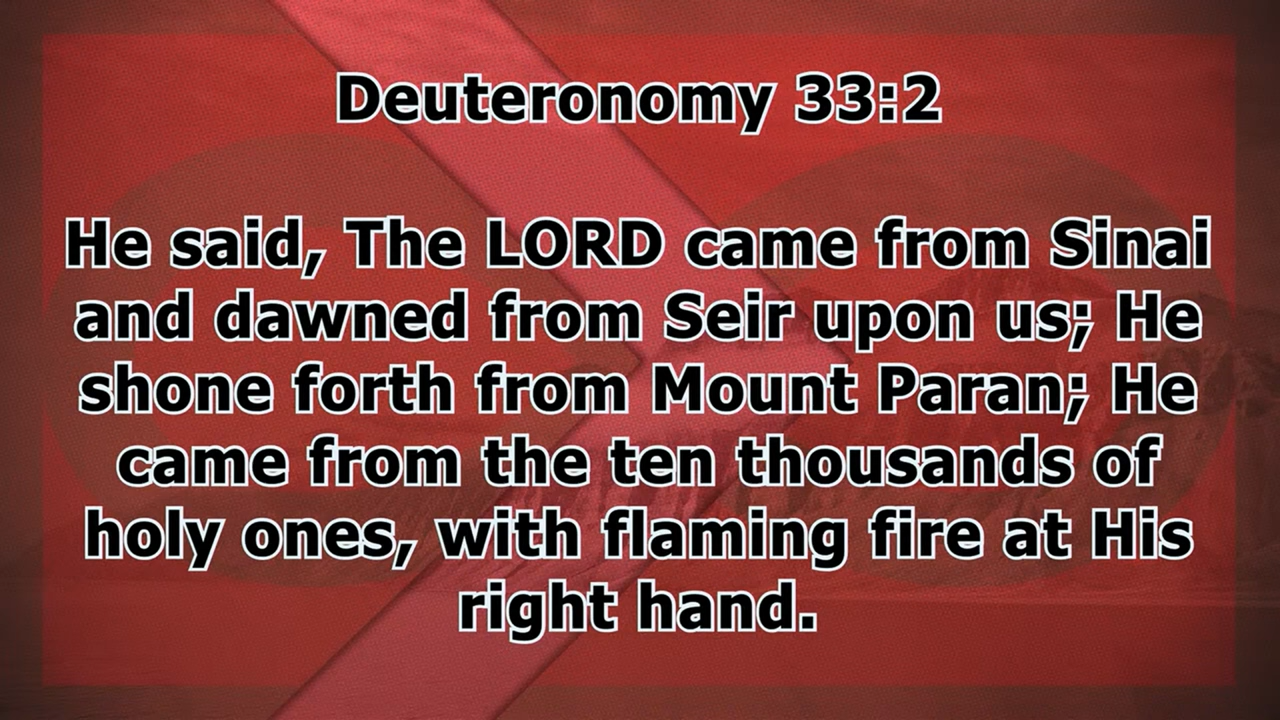 Deuteronomy 33:2
He said, The LORD came from Sinai
and dawned from Seir upon us; He
shone forth from Mount Paran; He
came from the ten thousands of
holy ones, with flaming fire at His
right hand.